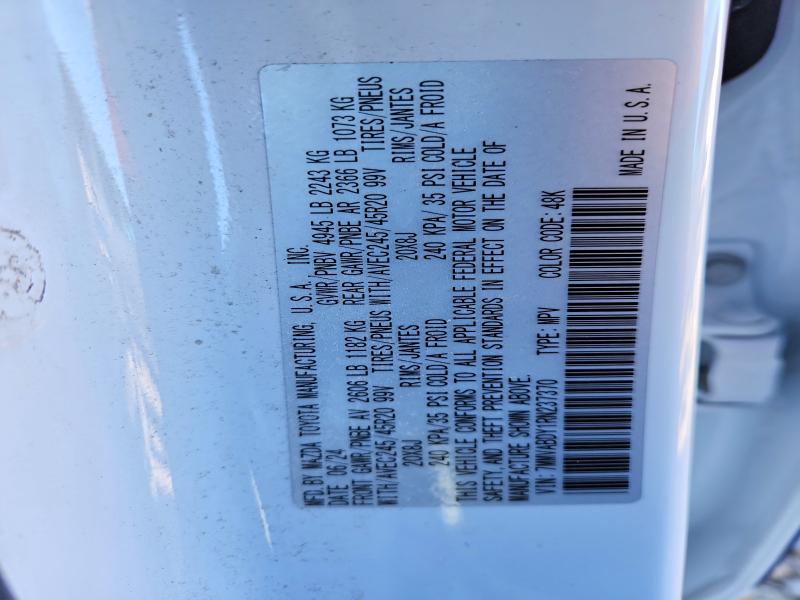 MFD. BY MAZDA TOYOTA MANUFACTURING, U.S.A., INC.
DATE 06/24 GVWR/PNBV 4945 LB 2243 KG
FRONT GAWR/PNBE AV 2606 LB 1182 KG REAR GAWR/PNBE AR 2366 LB 1073 KG
WITH/AVEC245/45R20 99V TIRES/PNEUS WITH/AVEC245/45R20 99V TIRES/PNEUS
20X8J RIMS/JANTES 20X8J RIMS/JANTES
240 KPA/35 PSI COLD/A FROID 240 KPA/ 35 PSI COLD/A FROID
THIS VEHICLE CONFORMS TO ALL APPLICABLE FEDERAL MOTOR VEHICLE
SAFETY, AND THEFT PREVENTION STANDARDS IN EFFECT ON THE DATE OF
MANUFACTURE SHOWN ABOVE.
TYPE: MPV COLOR CODE: 48K
MADE IN U.S.A.